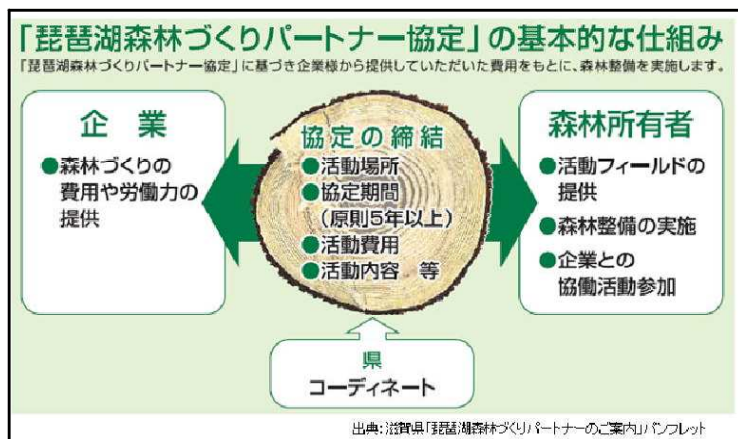 「琵琶湖森林づくりパートナー協定」の基本的な仕組み
「琵琶湖森林づくりパートナー協定」に基づき企業様から提供していただいた費用をもとに、森林整備を実施します。
企 業
●森林づくりの
費用や労働力の
提供
協定の締結
●活動場所
●協定期間
(原則5年以上)
●活動費用
●活動内容 等
森林所有者
●活動フィールドの
提供
●森林整備の実施
●企業との
協働活動参加
県
コーディネート
出典:滋賀県「琵琶湖森林づくりパートナーのご案内」パンフレット